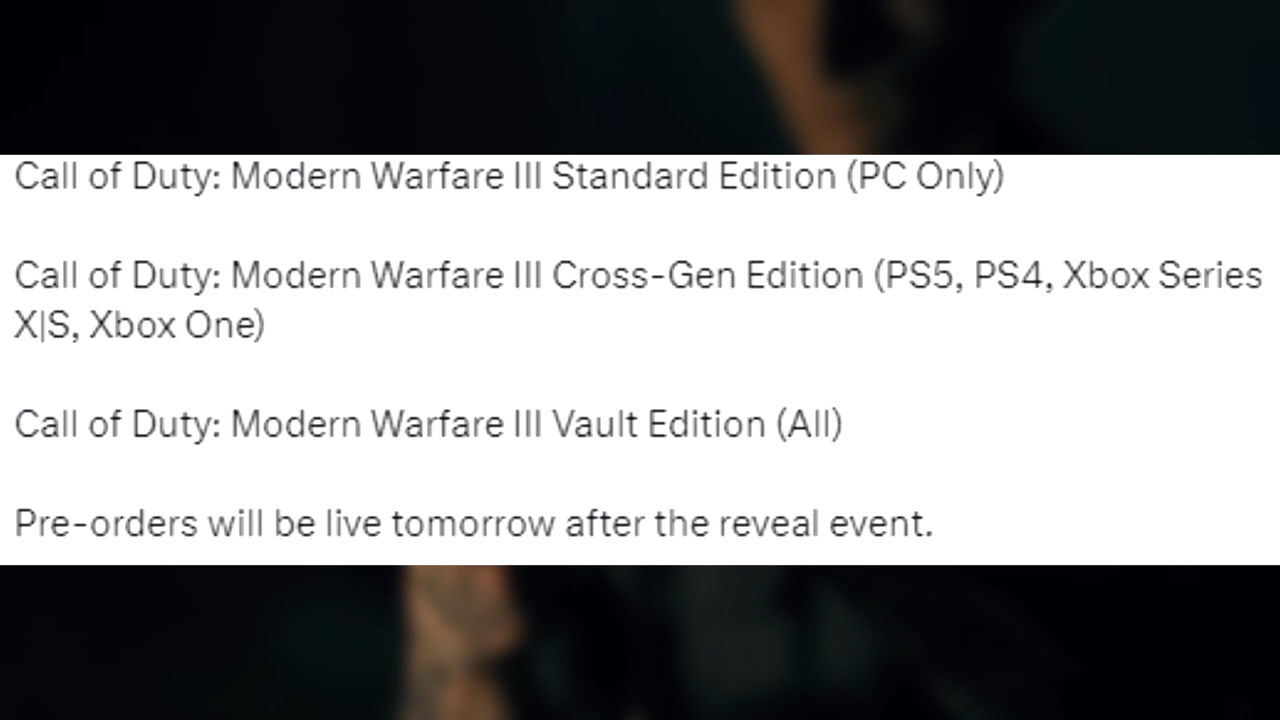 Call of Duty: Modern Warfare III Standard Edition (PC Only)
Call of Duty: Modern Warfare III Cross-Gen Edition (PS5, PS4, Xbox Series
X|S, Xbox One)
Call of Duty: Modern Warfare III Vault Edition (All)
Pre-orders will be live tomorrow after the reveal event.